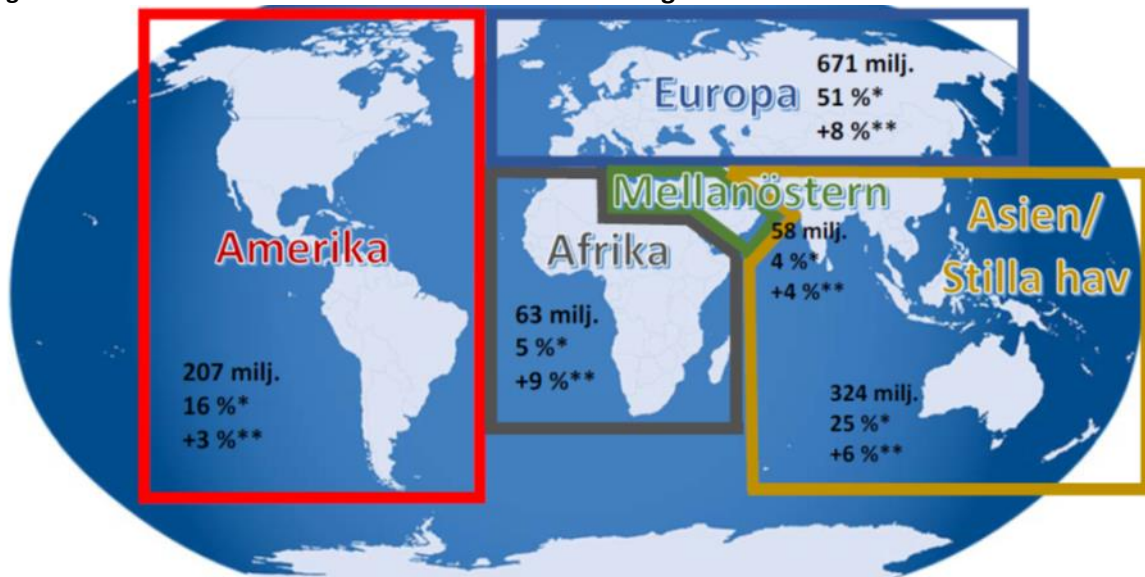 Europa
671 milj.
51 %*
+8 %**
Mellanöstern
58 milj.
4 %*
+4 %**
Asien/
Stilla hav
324 milj.
25 %*
+6 %**
Amerika
207 milj.
16 %*
+3 %**
Afrika
63 milj.
5 %*
+9 %**